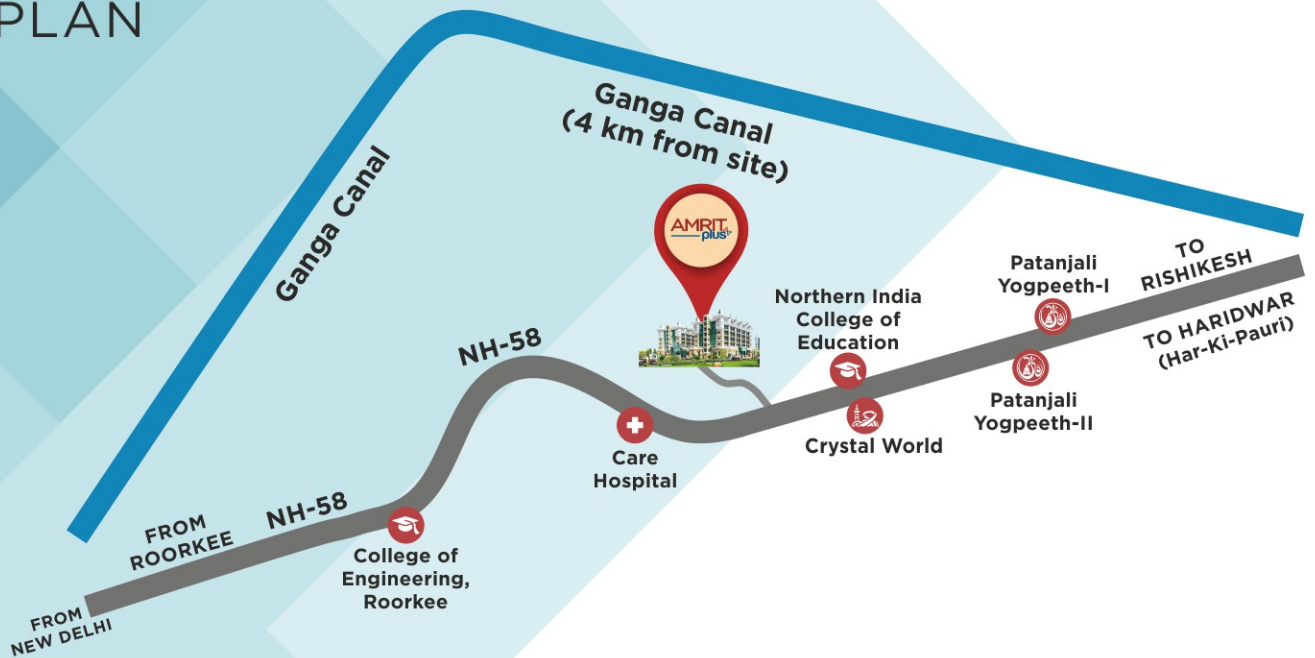 PLAN
Ganga Canal
(4 km from site)
Ganga Canal
AMRIT
plus
Northern India
College of
Education
Patanjali
Yogpeeth-I
TO
RISHIKESH
TO HARIDWAR
(Har-Ki-Pauri)
NH-58
Patanjali
Yogpeeth-II
Crystal World
Care
Hospital
NH-58
FROM
ROORKEE
College of
Engineering,
Roorkee
FROM
NEW DELHI